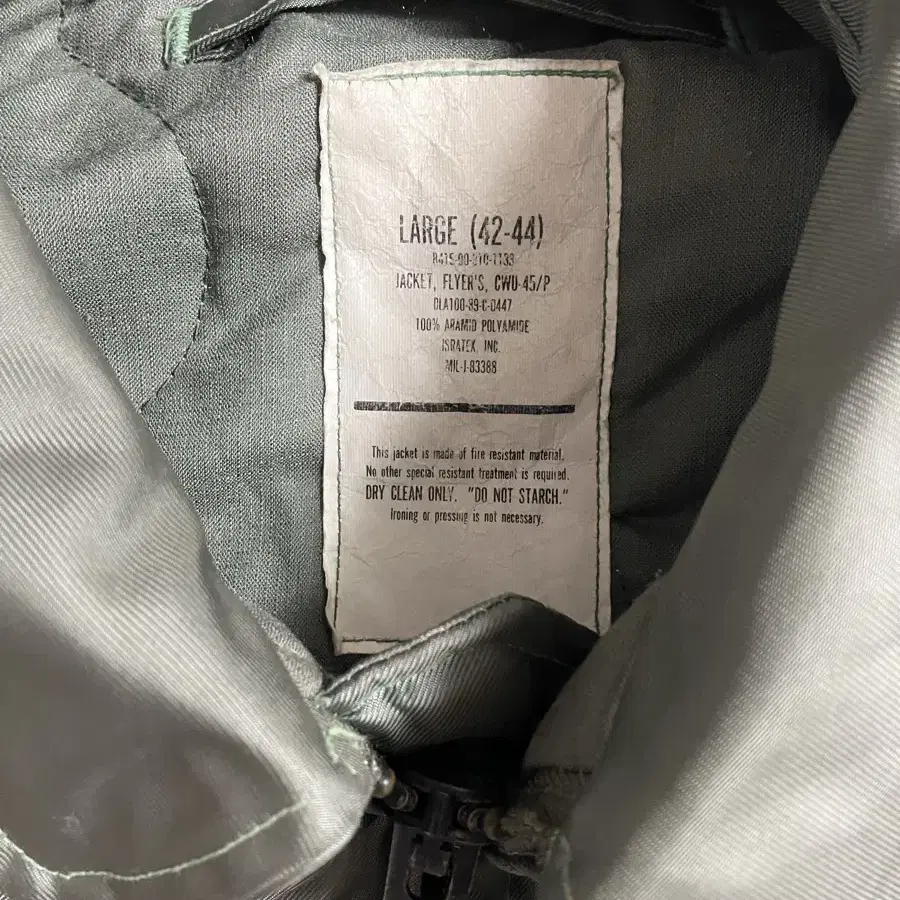 LARGE (42-44)
8415-00-310-1133
JACKET, FLYER'S, CWU-45/P
DLA100-89-C-0447
100% ARAMID POLYAMIDE
ISRATEX, INC.
MIL-J-83388
This jacket is made of fire resistant material.
No other special resistant treatment is required.
DRY CLEAN ONLY. "DO NOT STARCH."
Ironing or pressing is not necessary.